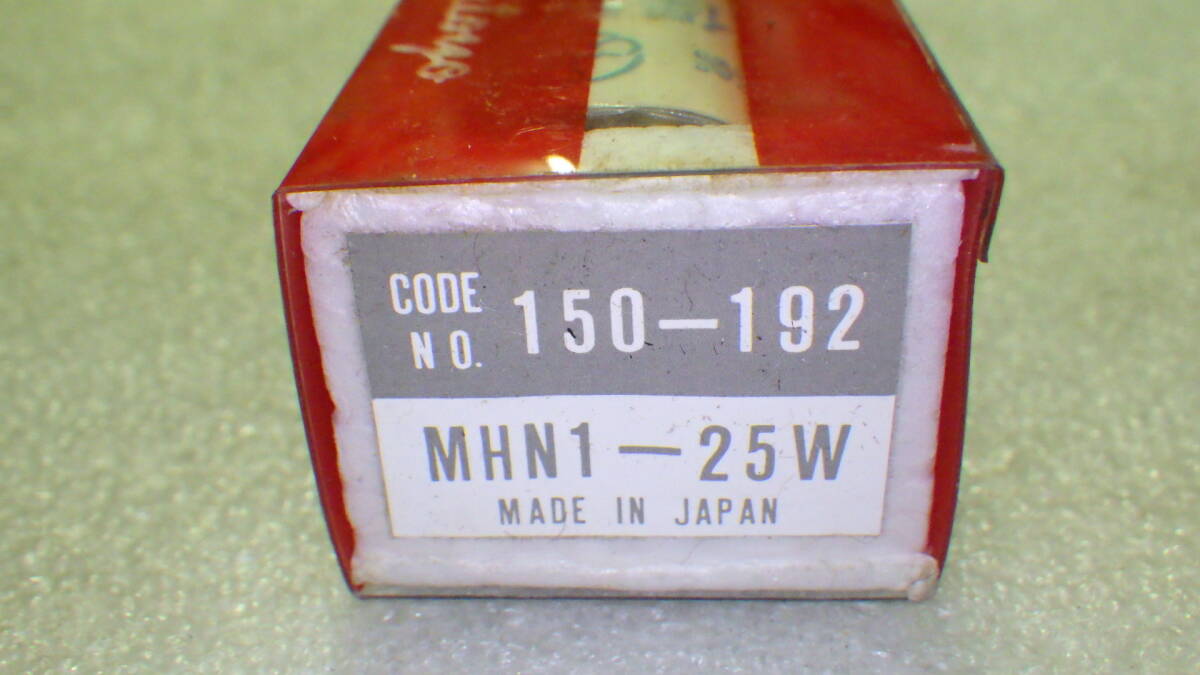 CODE NO. 150-192
MHN1-25W
MADE IN JAPAN